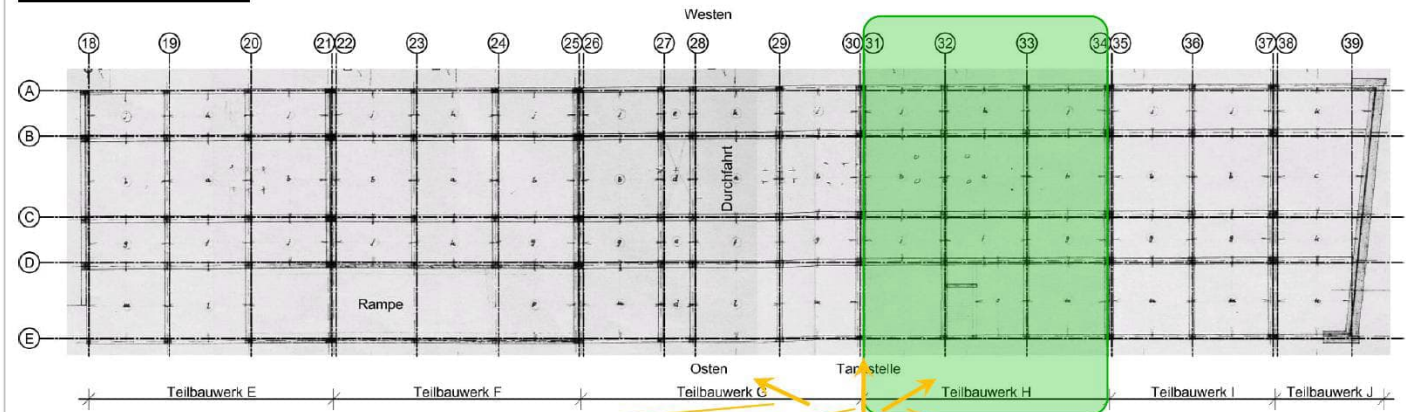 Westen
18 19 20 21 22 23 24 25 26 27 28 29 30 31 32 33 34 35 36 37 38 39
A
B
Durchfahrt
C
D
Rampe
E
Osten Tankstelle
Teilbauwerk E Teilbauwerk F Teilbauwerk G Teilbauwerk H Teilbauwerk I Teilbauwerk J